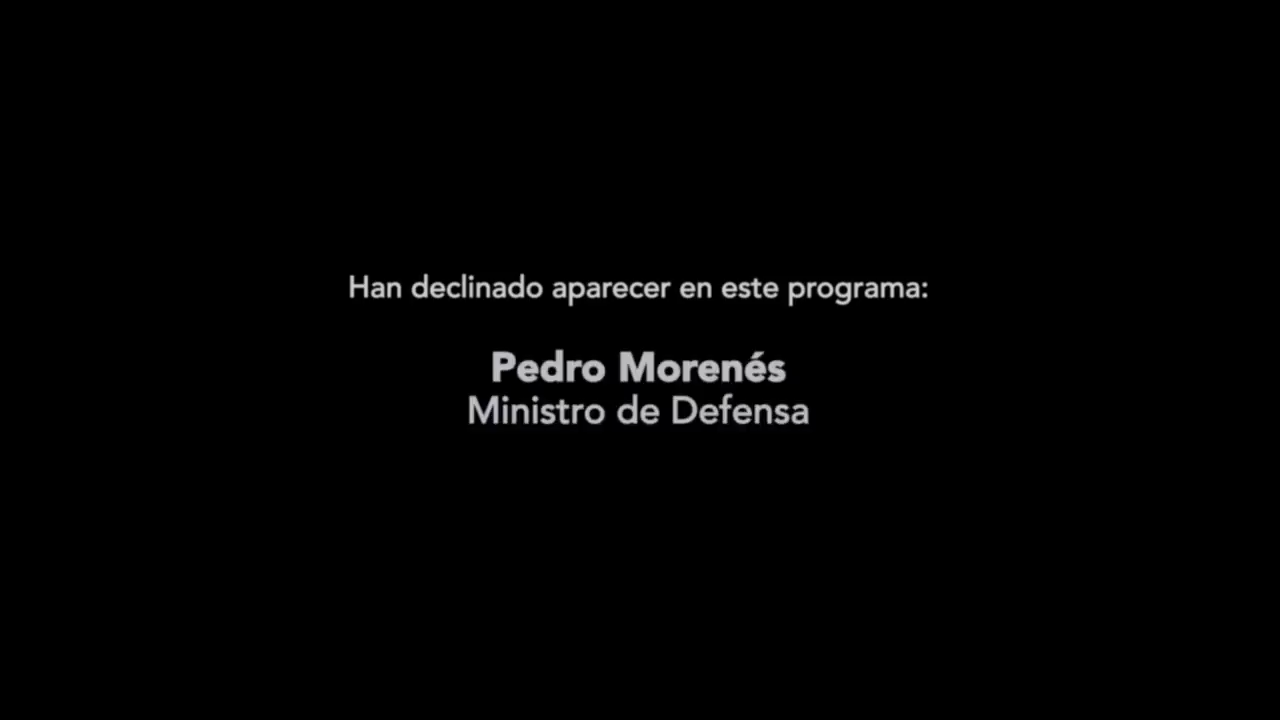 Han declinado aparecer en este programa:
Pedro Morenés
Ministro de Defensa